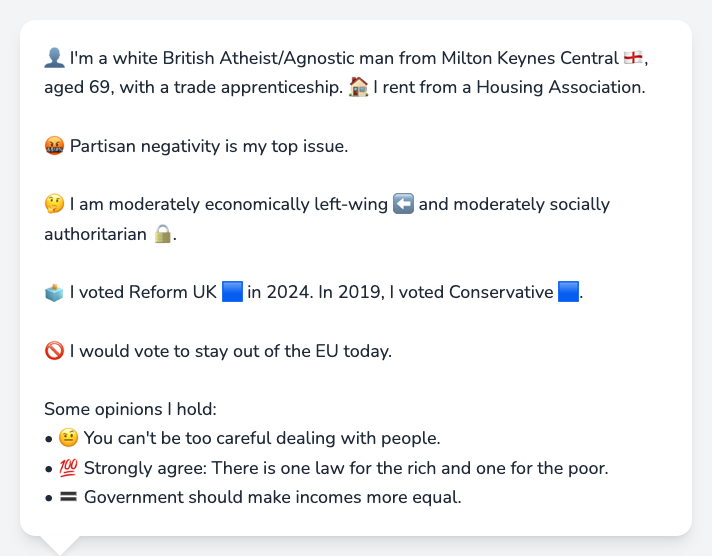 👤 I'm a white British Atheist/Agnostic man from Milton Keynes Central 🏴󠁧󠁢󠁥󠁮󠁧󠁿,
aged 69, with a trade apprenticeship. 🏠 I rent from a Housing Association.
🤬 Partisan negativity is my top issue.
🤔 I am moderately economically left-wing ⬅️ and moderately socially
authoritarian 🔒.
🗳️ I voted Reform UK 🟦 in 2024. In 2019, I voted Conservative 🟦.
🚫 I would vote to stay out of the EU today.
Some opinions I hold:
• 🤨 You can't be too careful dealing with people.
• 💯 Strongly agree: There is one law for the rich and one for the poor.
• 🟰 Government should make incomes more equal.